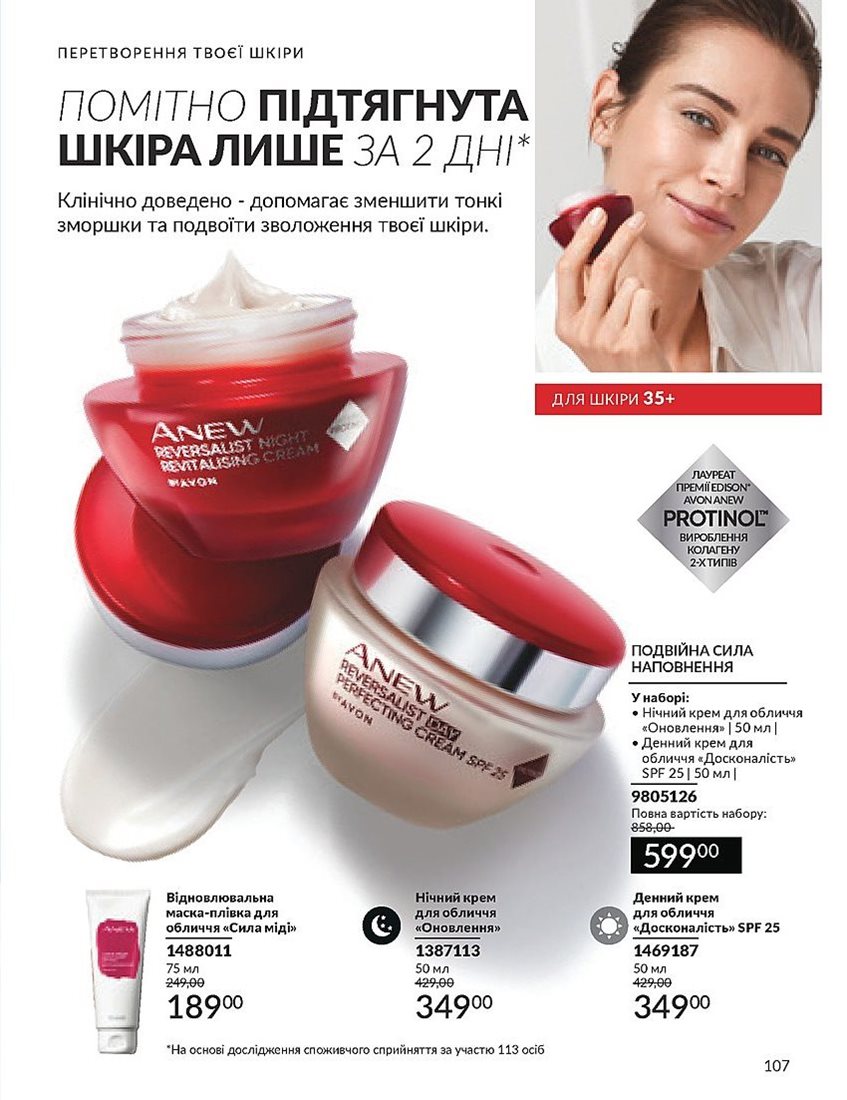 ПЕРЕТВОРЕННЯ ТВОЄЇ ШКІРИ
ПОМІТНО ПІДТЯГНУТА
ШКІРА ЛИШЕ ЗА 2 ДНІ*
Клінічно доведено - допомагає зменшити тонкі
зморшки та подвоїти зволоження твоєї шкіри.
ДЛЯ ШКІРИ 35+
ANEW
REVERSALIST NIGHT
REVITALISING CREAM
BY AVON
PROTINOL
ЛАУРЕАТ
ПРЕМІЇ EDISON*
AVON ANEW
PROTINOL™
ВИРОБЛЕННЯ
КОЛАГЕНУ
2-Х ТИПІВ
ANEW
REVERSALIST DAY
PERFECTING CREAM SPF 25
BY AVON
ПОДВІЙНА СИЛА
НАПОВНЕННЯ
У наборі:
• Нічний крем для обличчя
«Оновлення» | 50 мл |
• Денний крем для
обличчя «Досконалість»
SPF 25 | 50 мл |
9805126
Повна вартість набору:
858,00
59900
Відновлювальна
маска-плівка для
обличчя «Сила міді»
1488011
75 мл
249,00
18900
ANEW
Нічний крем
для обличчя
«Оновлення»
1387113
50 мл
429,00
34900
Денний крем
для обличчя
«Досконалість» SPF 25
1469187
50 мл
429,00
34900
*На основі дослідження споживчого сприйняття за участю 113 осіб
107